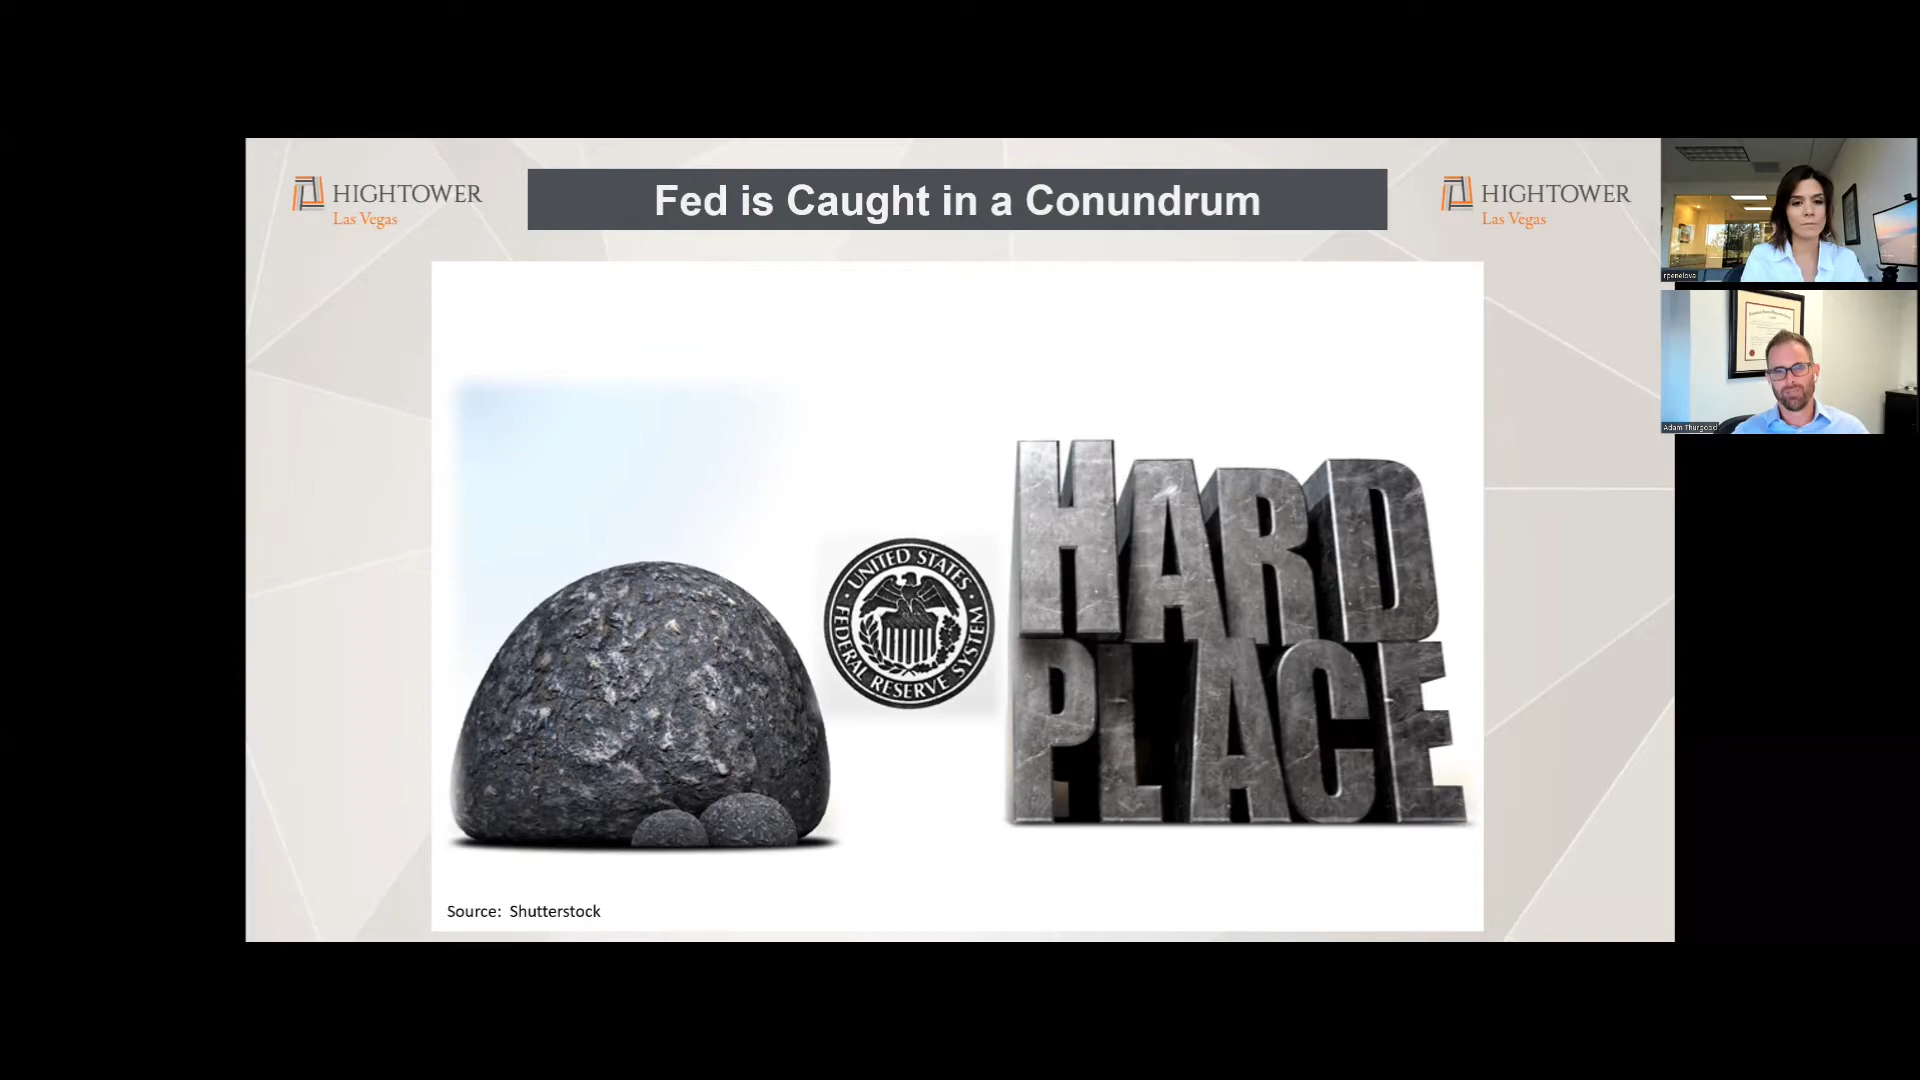 HIGHTOWER
Las Vegas
Fed is Caught in a Conundrum
HIGHTOWER
Las Vegas
rpenelova
Adam Thurgood
UNITED STATES
FEDERAL RESERVE SYSTEM
HARD
PLACE
Source: Shutterstock